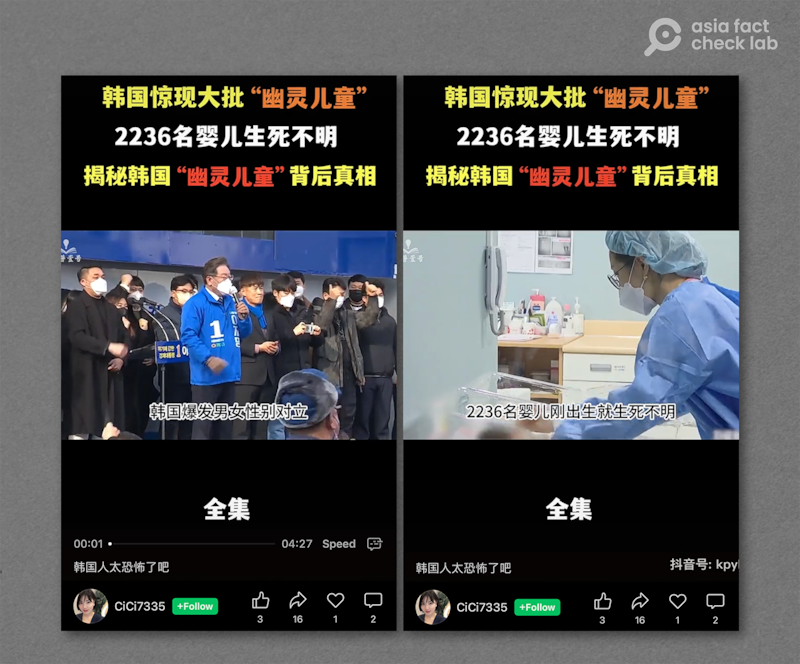 asia fact
check lab
韩国惊现大批“幽灵儿童”
2236名婴儿生死不明
揭秘韩国“幽灵儿童”背后真相
1
韩国爆发男女性别对立
全集
00:01
04:27
Speed
韩国人太恐怖了吧
CiCi7335
+Follow
3
16
1
2
韩国惊现大批“幽灵儿童”
2236名婴儿生死不明
揭秘韩国“幽灵儿童”背后真相
2236名婴儿刚出生就生死不明
全集
抖音号: kpyi
韩国人太恐怖了吧
CiCi7335
+Follow
3
16
1
2